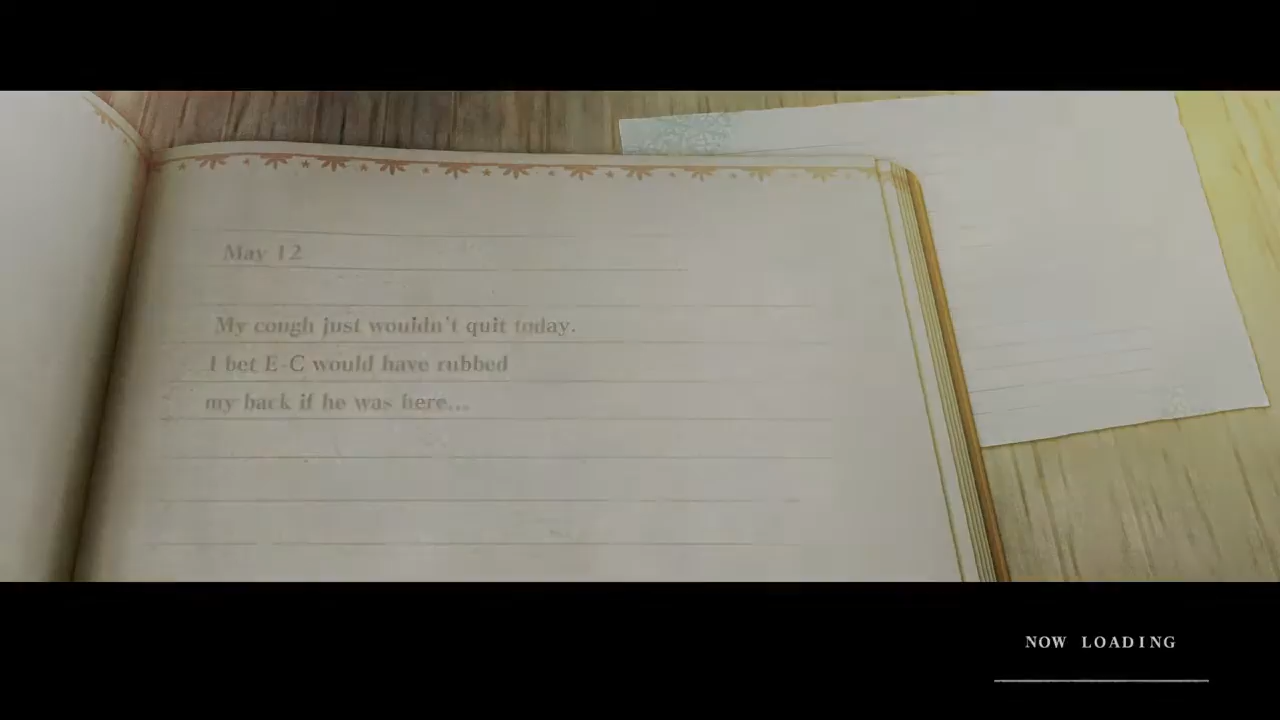 May 12
My cough just wouldn't quit today.
I bet E-C would have rubbed
my back if he was here...
NOW LOADING